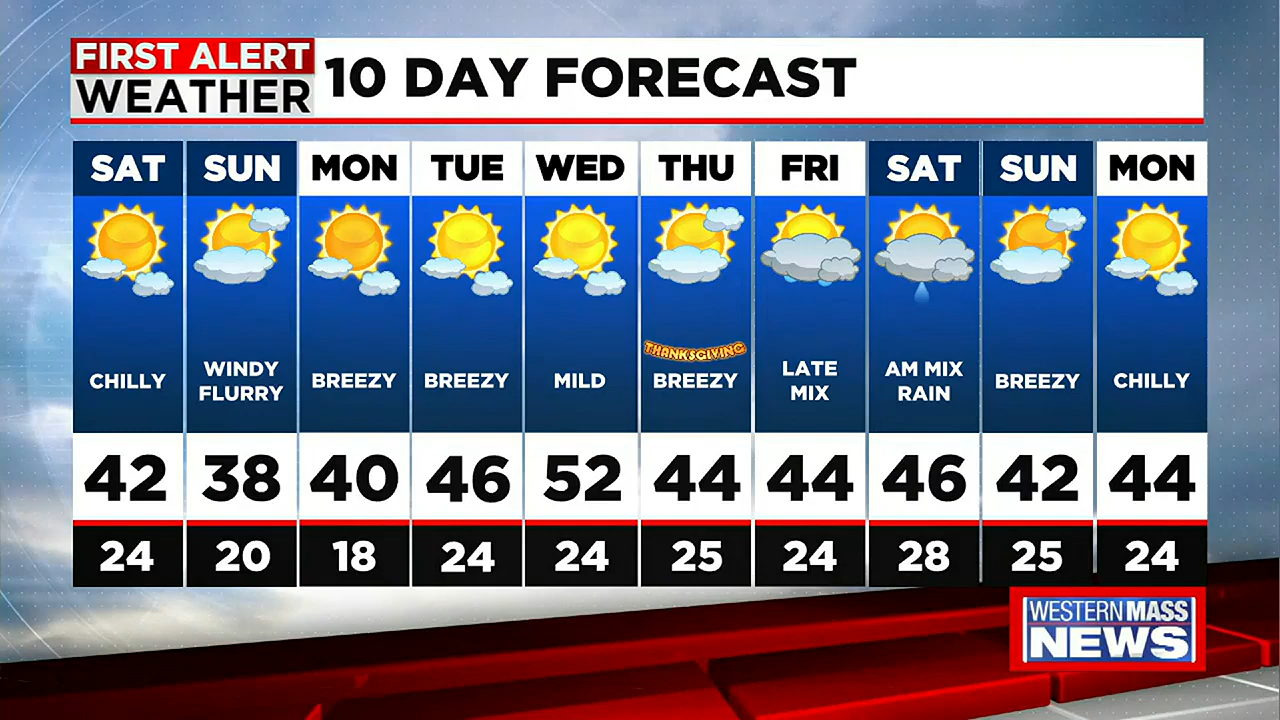 FIRST ALERT
WEATHER
10 DAY FORECAST
SAT SUN MON TUE WED THU FRI SAT SUN MON
THANKSGIVING
CHILLY
WINDY
FLURRY
BREEZY
BREEZY
MILD
BREEZY
LATE
MIX
AM MIX
RAIN
BREEZY
CHILLY
42 38 40 46 52 44 44 46 42 44
24 20 18 24 24 25 24 28 25 24
WESTERN MASS
NEWS